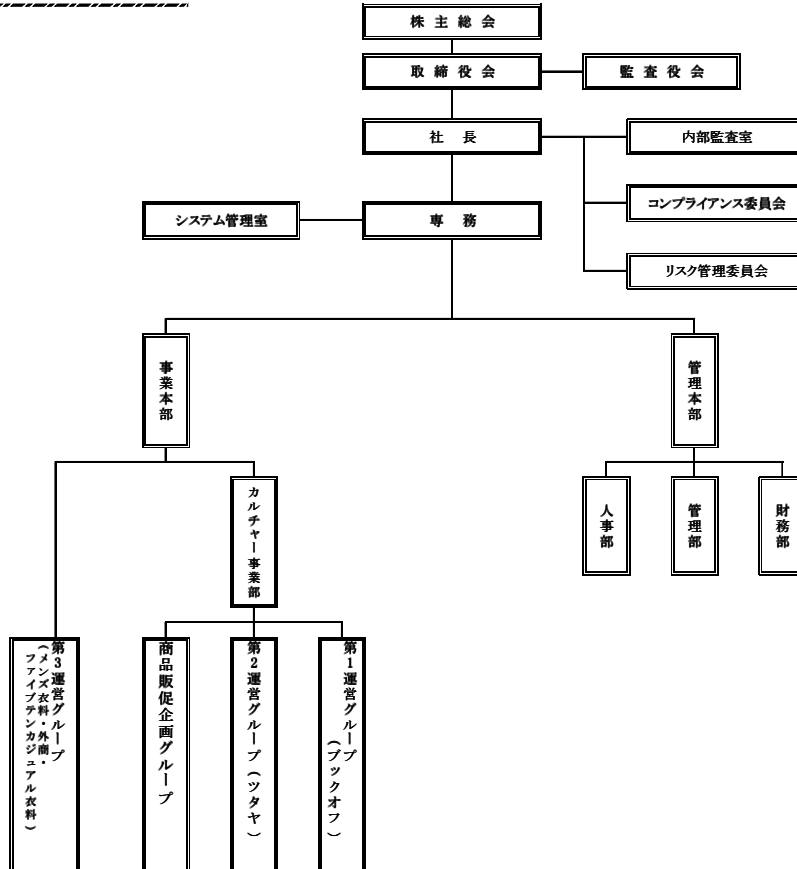 株主総会
取締役会
監査役会
社長
内部監査室
コンプライアンス委員会
システム管理室
専務
リスク管理委員会
事業本部
管理本部
カルチャー事業部
人事部
管理部
財務部
第3運営グループ
（メンズ衣料・外商・
ファイブテンカジュアル衣料）
商品販促企画グループ
第2運営グループ（ツタヤ）
第1運営グループ
（ブックオフ）